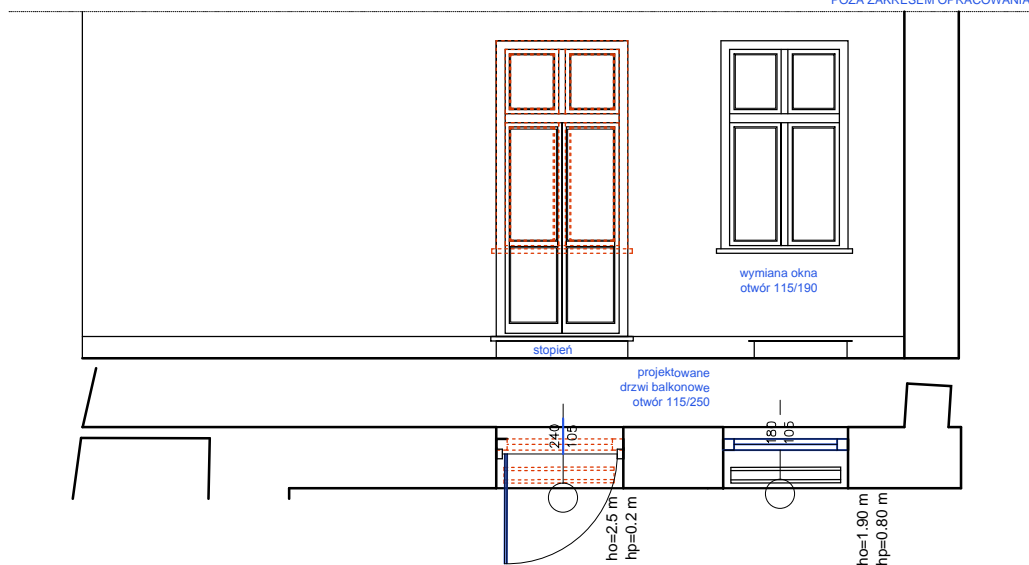 POZA ZAKRESEM OPRACOWANIA
wymiana okna
otwór 115/190
stopień
projektowane
drzwi balkonowe
otwór 115/250
240
105
180
105
ho=2.5 m
hp=0.2 m
ho=1.90 m
hp=0.80 m